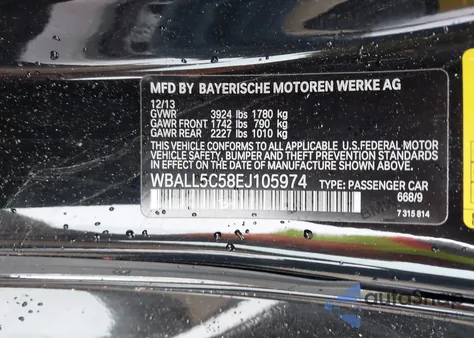 MFD BY BAYERISCHE MOTOREN WERKE AG
12/13
GVWR 3924 lbs 1780 kg
GAWR FRONT 1742 lbs 790 kg
GAWR REAR 2227 lbs 1010 kg
THIS VEHICLE CONFORMS TO ALL APPLICABLE U.S.FEDERAL MOTOR
VEHICLE SAFETY, BUMPER AND THEFT PREVENTION STANDARDS
IN EFFECT ON THE DATE OF MANUFACTURE SHOWN ABOVE.
WBALL5C58EJ105974 TYPE: PASSENGER CAR
668/9
7 315 814